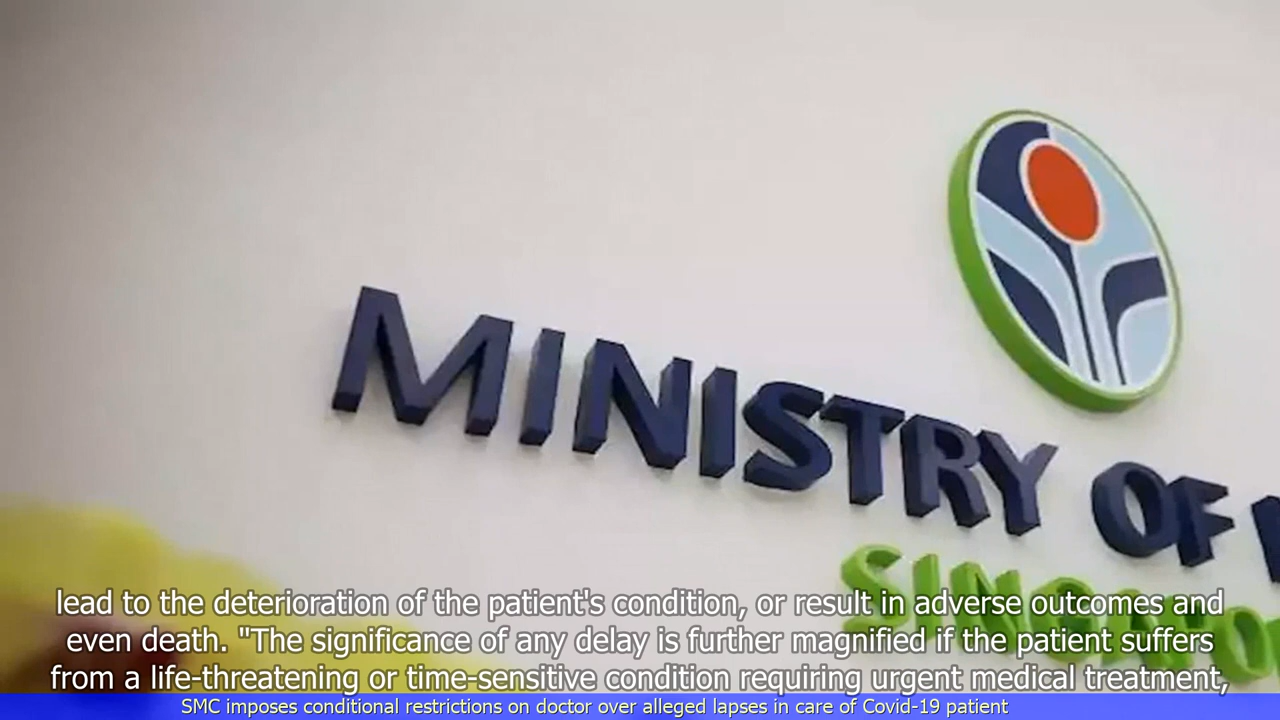 MINISTRY OF
SINGAPO
lead to the deterioration of the patient's condition, or result in adverse outcomes and
even death. "The significance of any delay is further magnified if the patient suffers
from a life-threatening or time-sensitive condition requiring urgent medical treatment,
SMC imposes conditional restrictions on doctor over alleged lapses in care of Covid-19 patient